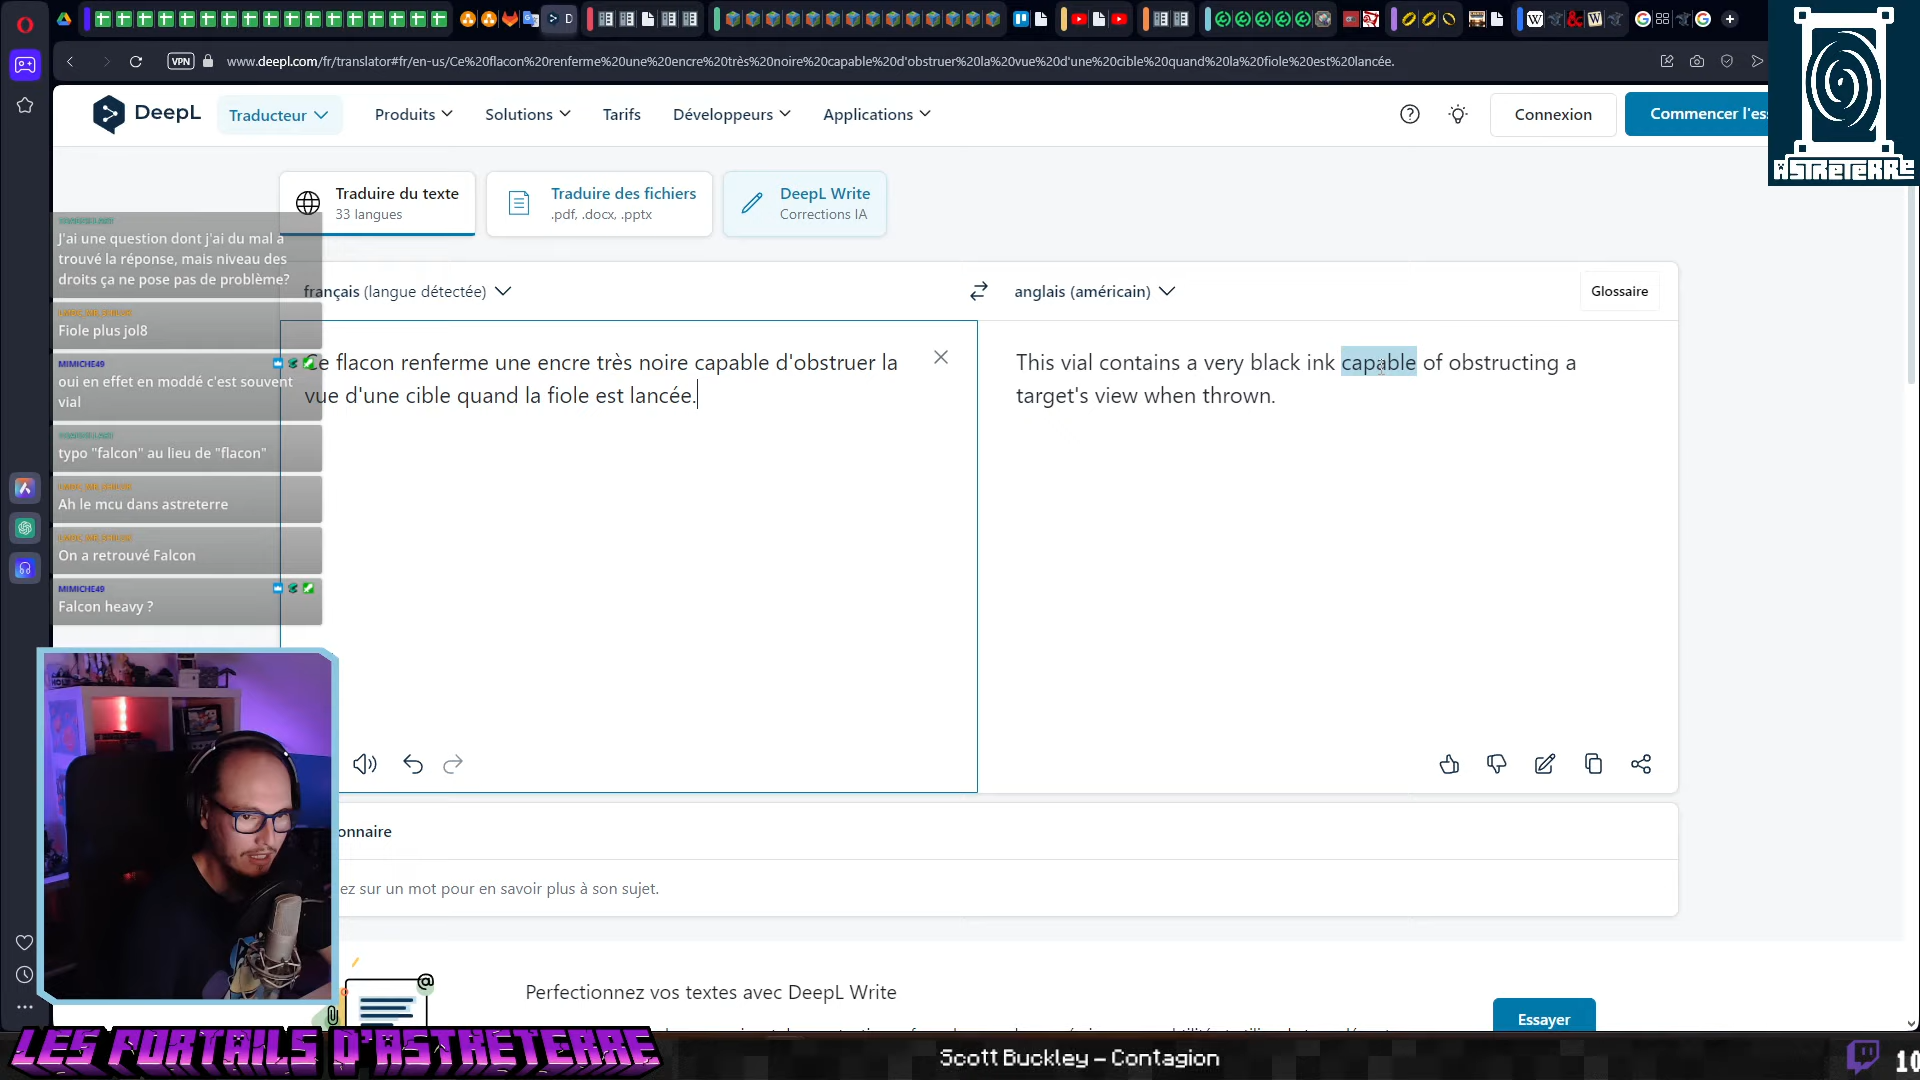 D
VPN
www.deepl.com/fr/translator#fr/en-us/Ce%20flacon%20renferme%20une%20encre%20très%20noire%20capable%20d'obstruer%20la%20vue%20d'une%20cible%20quand%20la%20fiole%20est%20lancée.
ASTRETERRE
DeepL
Traducteur
Produits
Solutions
Tarifs
Développeurs
Applications
Connexion
Commencer l'es
Traduire du texte
33 langues
Traduire des fichiers
.pdf, .docx, .pptx
DeepL Write
Corrections IA
J'ai une question dont j'ai du mal a
trouvé la réponse, mais niveau des
droits ça ne pose pas de problème?
Fiole plus jol8
MIMICHE49
oui en effet en moddé c'est souvent
vial
typo "falcon" au lieu de "flacon"
Ah le mcu dans astreterre
On a retrouvé Falcon
MIMICHE49
Falcon heavy ?
français (langue détectée)
anglais (américain)
Glossaire
Ce flacon renferme une encre très noire capable d'obstruer la
vue d'une cible quand la fiole est lancée.
This vial contains a very black ink capable of obstructing a
target's view when thrown.
onnaire
ez sur un mot pour en savoir plus à son sujet.
Perfectionnez vos textes avec DeepL Write
Essayer
LES PORTAILS D'ASTRETERRE
Scott Buckley – Contagion
10